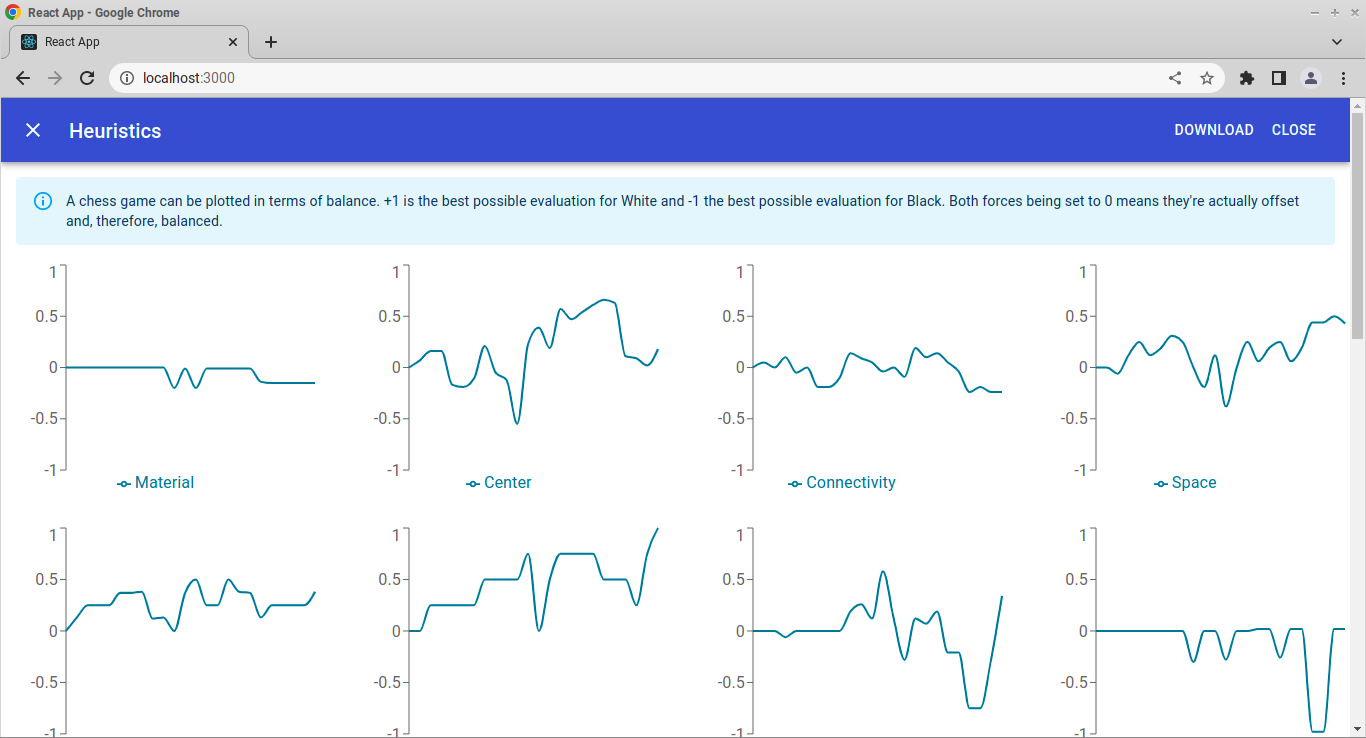 React App - Google Chrome
React App
localhost:3000
Heuristics
DOWNLOAD CLOSE
A chess game can be plotted in terms of balance. +1 is the best possible evaluation for White and -1 the best possible evaluation for Black. Both forces being set to 0 means they're actually offset
and, therefore, balanced.
1 1 1 1
0.5 0.5 0.5 0.5
0 0 0 0
-0.5 -0.5 -0.5 -0.5
-1 -1 -1 -1
Material Center Connectivity Space
1 1 1 1
0.5 0.5 0.5 0.5
0 0 0 0
-0.5 -0.5 -0.5 -0.5
-1 -1 -1 -1